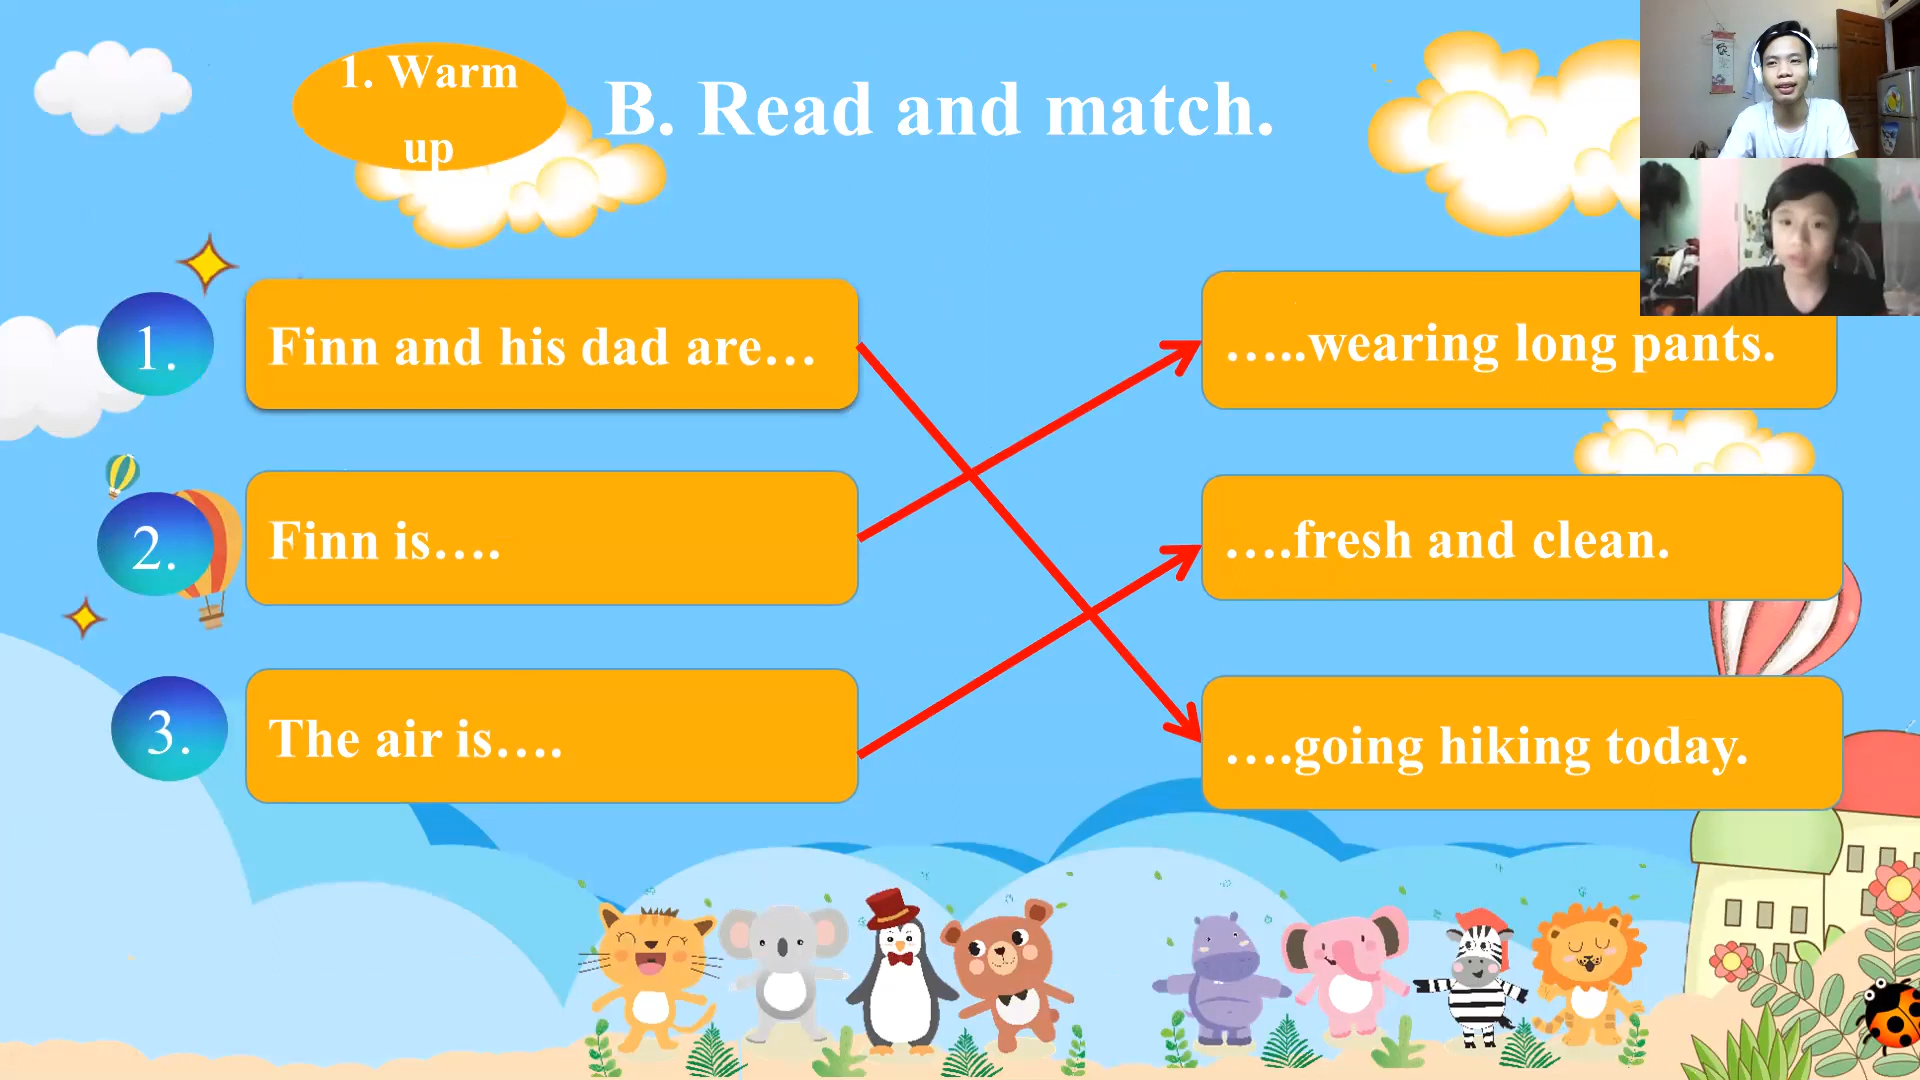 1. Warm
up
B. Read and match.
1.
Finn and his dad are…
…..wearing long pants.
2.
Finn is….
….fresh and clean.
3.
The air is….
….going hiking today.